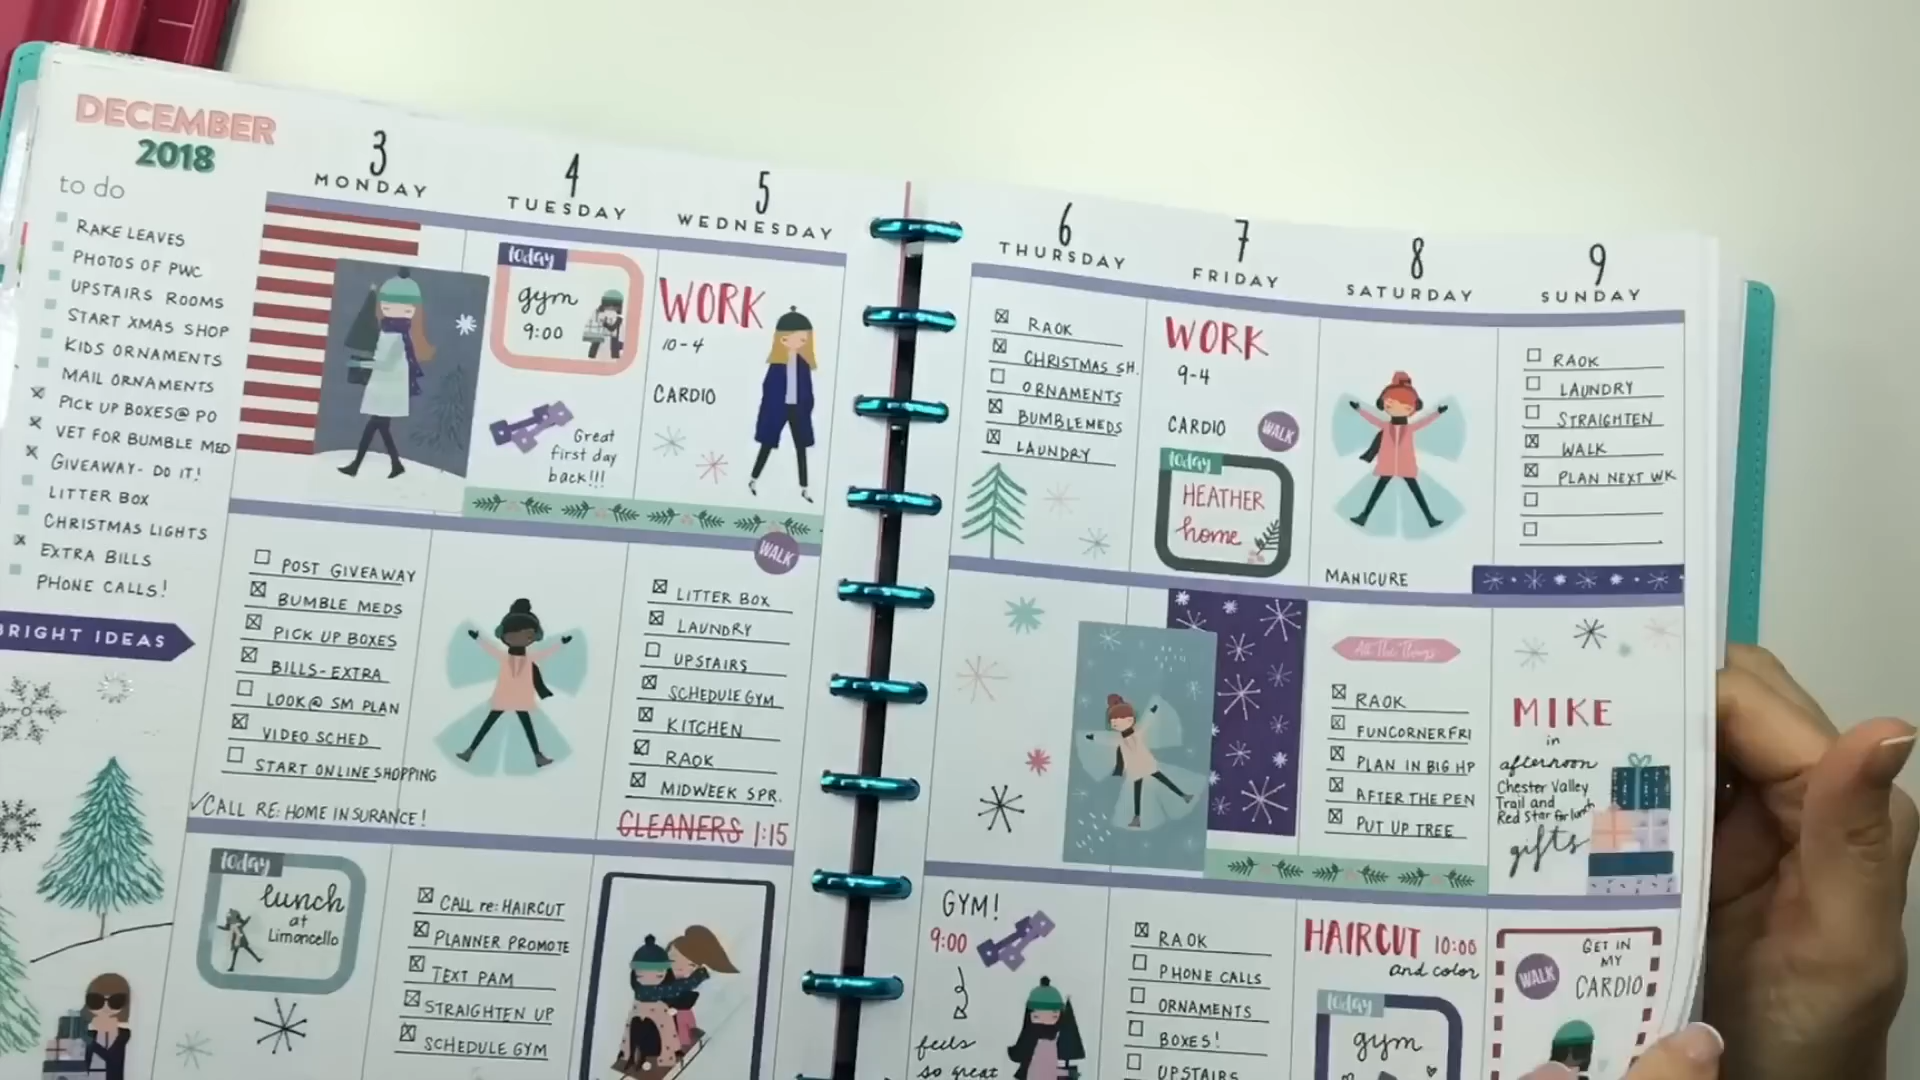 DECEMBER
2018
to do
RAKE LEAVES
PHOTOS OF PWC
UPSTAIRS ROOMS
START XMAS SHOP
KIDS ORNAMENTS
MAIL ORNAMENTS
PICK UP BOXES@ PO
VET FOR BUMBLE MED
GIVEAWAY- DO IT!
LITTER BOX
CHRISTMAS LIGHTS
EXTRA BILLS
PHONE CALLS!
BRIGHT IDEAS
3
MONDAY
POST GIVEAWAY
BUMBLE MEDS
PICK UP BOXES
BILLS-EXTRA
LOOK@ SM PLAN
VIDEO SCHED
START ONLINE SHOPPING
✓CALL RE: HOME INSURANCE!
today
lunch
at
Limoncello
4
TUESDAY
today
gym
9:00
Great
first day
back!!!
CALL re: HAIRCUT
PLANNER PROMOTE
TEXT PAM
STRAIGHTEN UP
SCHEDULE GYM
5
WEDNESDAY
WORK
10-4
CARDIO
WALK
LITTER BOX
LAUNDRY
UPSTAIRS
SCHEDULE GYM
KITCHEN
RAOK
MIDWEEK SPR.
CLEANERS 1:15
6
THURSDAY
RAOK
CHRISTMAS SH.
ORNAMENTS
BUMBLEMEDS
LAUNDRY
GYM!
9:00
feels
so great
7
FRIDAY
WORK
9-4
CARDIO
WALK
today
HEATHER
home
RAOK
PHONE CALLS
ORNAMENTS
BOXES!
UPSTAIRS
8
SATURDAY
MANICURE
All The Things
RAOK
FUNCORNERFRI
PLAN IN BIG HP
AFTER THE PEN
PUT UP TREE
HAIRCUT 10:00
and color
today
gym
9
SUNDAY
RAOK
LAUNDRY
STRAIGHTEN
WALK
PLAN NEXT WK
MIKE
in
afternoon
Chester Valley
Trail and
Red Star for lunch
gifts
GET IN
MY
WALK
CARDIO